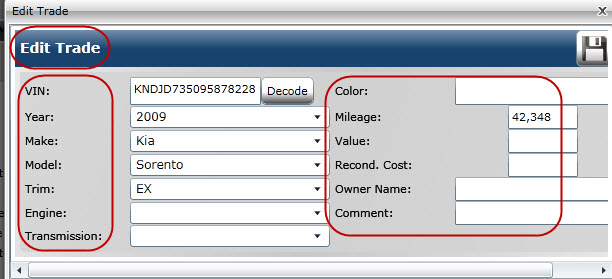 Edit Trade
X
Edit Trade
VIN: KNDJD735095878228 Decode Color:
Year: 2009 Mileage: 42,348
Make: Kia Value:
Model: Sorento Recond. Cost:
Trim: EX Owner Name:
Engine: Comment:
Transmission: